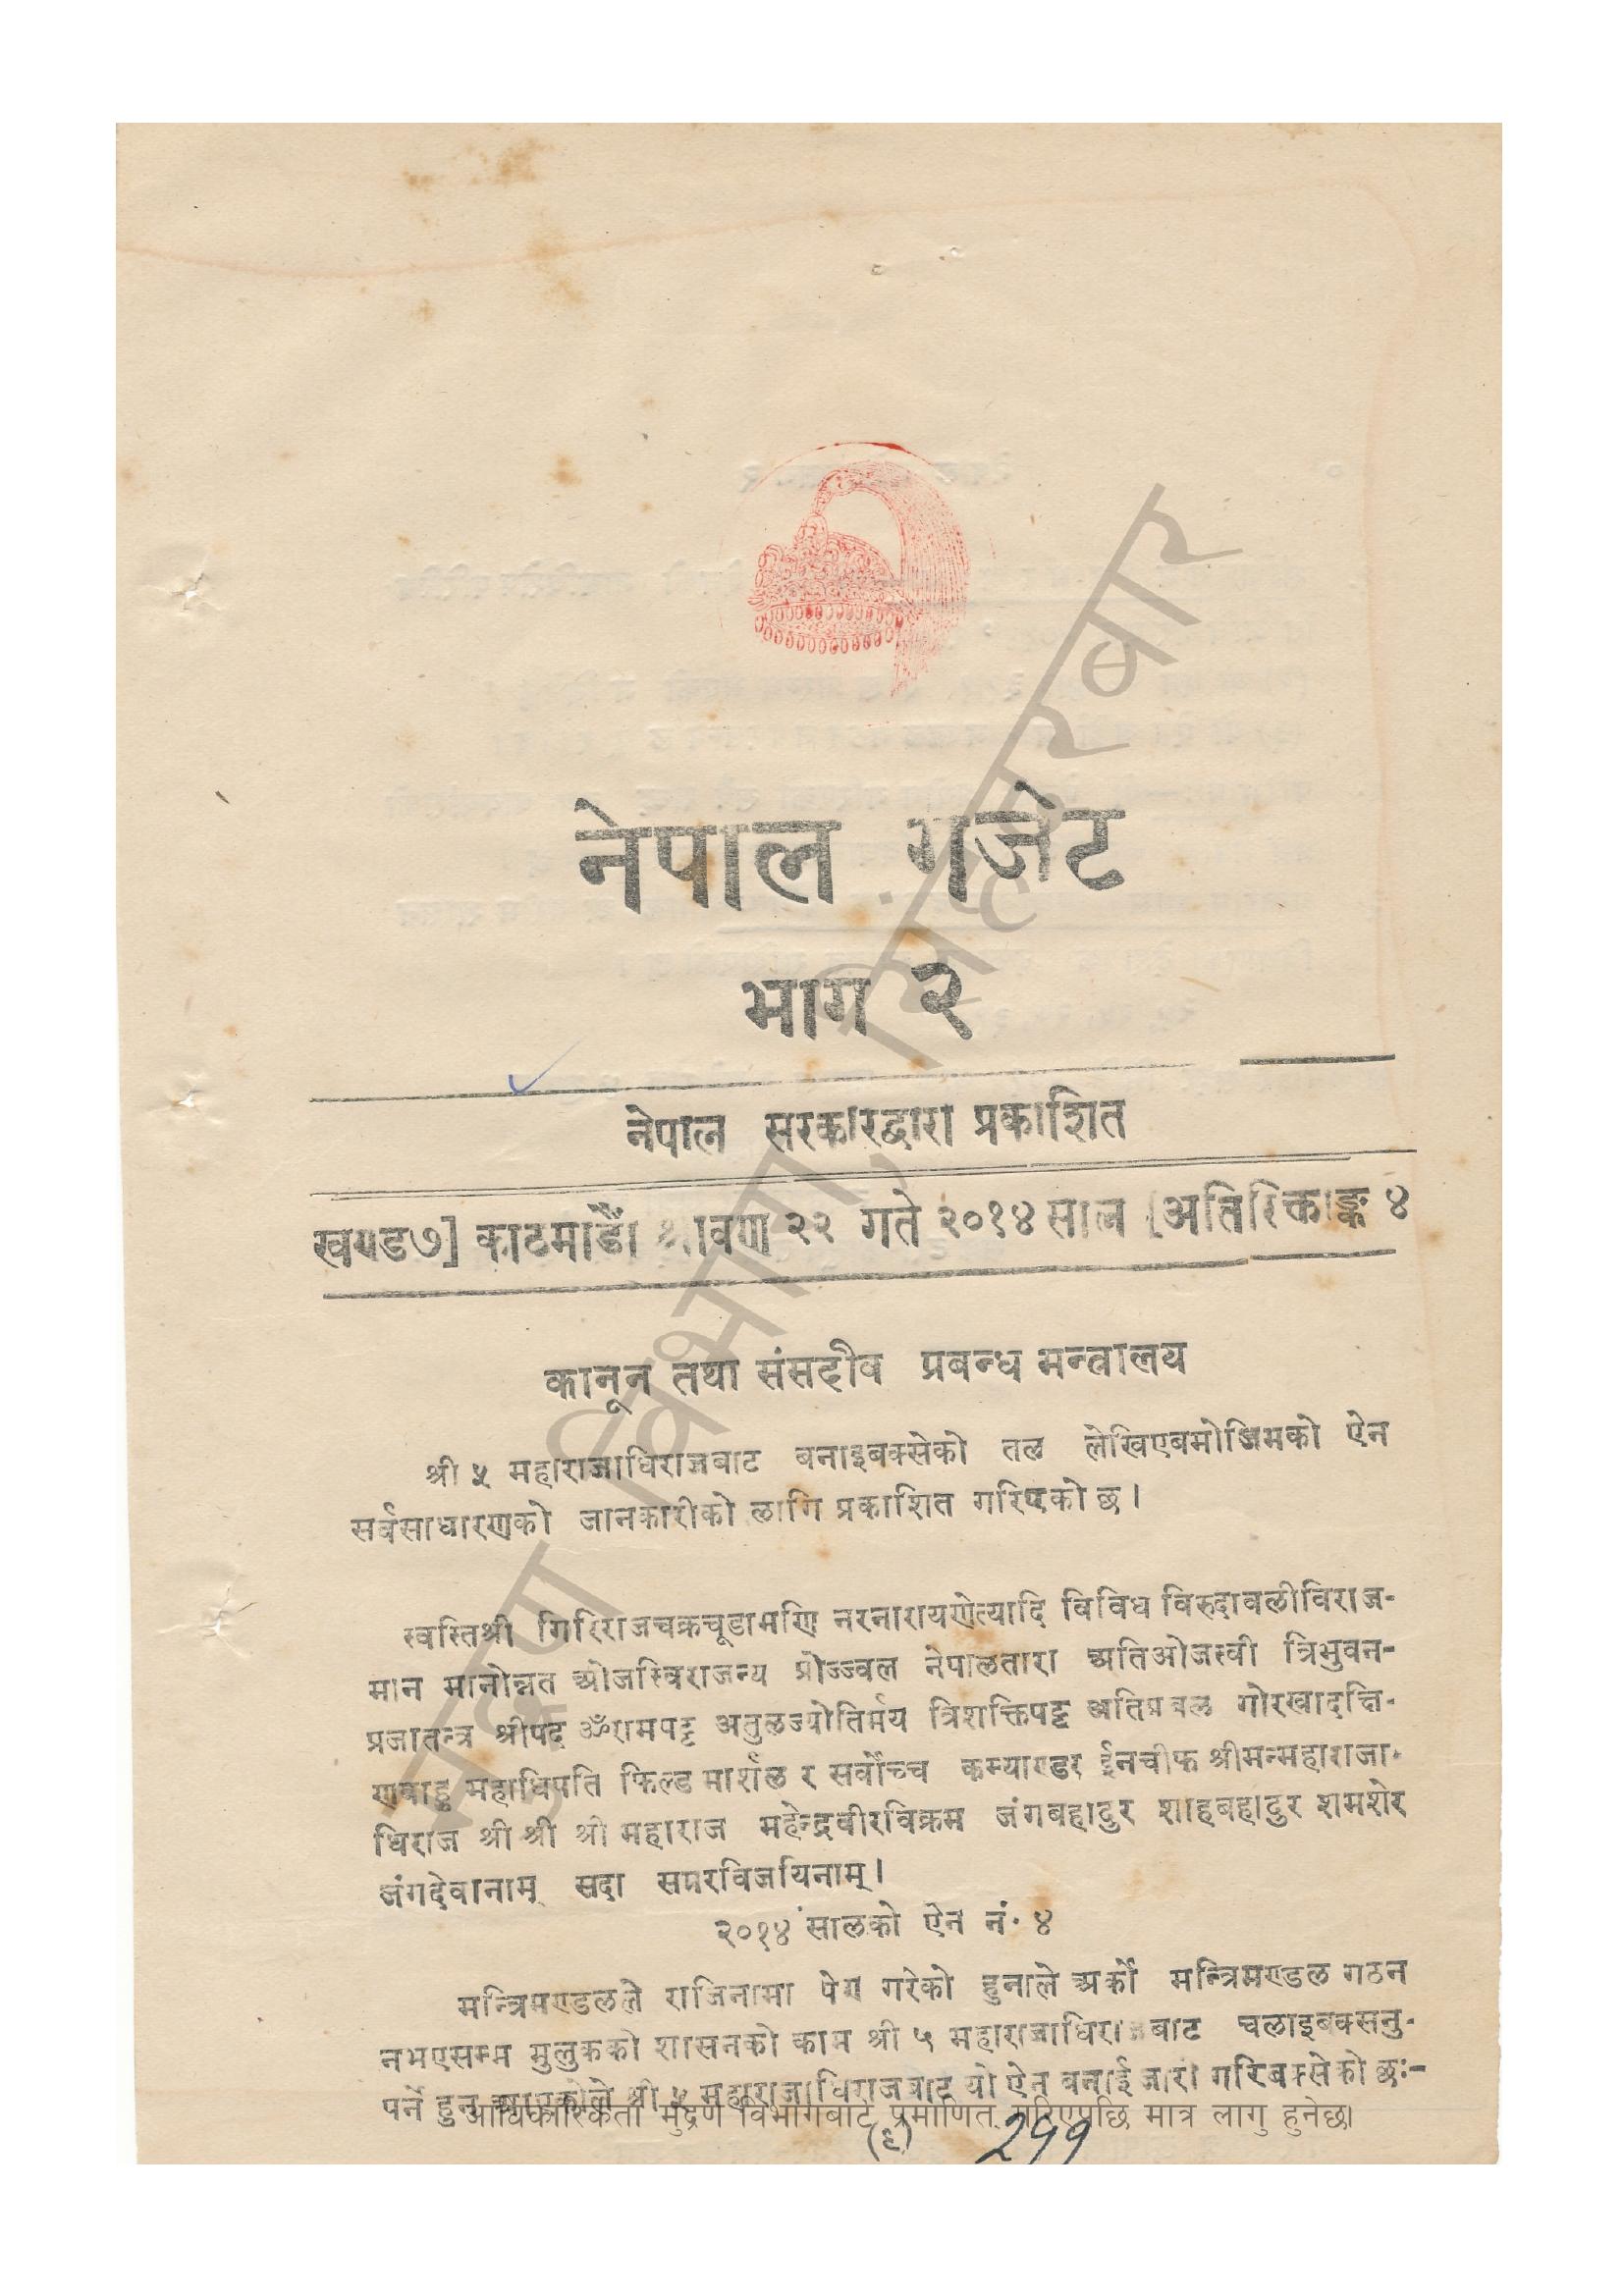 नेपाल गजेट
भाग २
नेपाल सरकारद्वारा प्रकाशित
खण्ड७] काठमाडौं श्रावण २२ गते २०१४ साल [अतिरिक्ताङ्क ४
कानून तथा संसदीय प्रबन्ध मन्त्रालय
श्री ५ महाराजाधिराजबाट बनाइबक्सेको तल लेखिएबमोजिमको ऐन
सर्वसाधारणको जानकारीको लागि प्रकाशित गरिएको छ।
स्वस्तिश्री गिरिराजचक्रचूडामणि नरनारायणेत्यादि विविध विरुदावलीविराज-
मान मानोन्नत ओजस्विराजन्य प्रोज्ज्वल नेपालतारा अतिओजस्वी त्रिभुवन-
प्रजातन्त्र श्रीपद ॐरामपट्ट अतुलज्योतिर्मय त्रिशक्तिपट्ट अतिप्रबल गोरखादक्षि-
णबाहु महाधिपति फिल्ड मार्शल र सर्वोच्च कम्याण्डर ईनचीफ श्रीमन्महाराजा-
धिराज श्री श्री श्री महाराज महेन्द्रवीरविक्रम जंगबहादुर शाहबहादुर शमशेर
जंगदेवानाम् सदा समरविजयिनाम्।
२०१४ सालको ऐन नं. ४
मन्त्रिमण्डलले राजिनामा पेश गरेको हुनाले अर्को मन्त्रिमण्डल गठन
नभएसम्म मुलुकको शासनको काम श्री ५ महाराजाधिराजबाट चलाइबक्सनु-
पर्ने हुन आएकोले श्री ५ महाराजाधिराजबाट यो ऐन बनाई जारी गरिबक्सेको छः-
आधिकारिकता मुद्रण विभागबाट प्रमाणित गरिएपछि मात्र लागु हुनेछ।
(९) 299
मुद्रण विभाग, सिंहदरबार